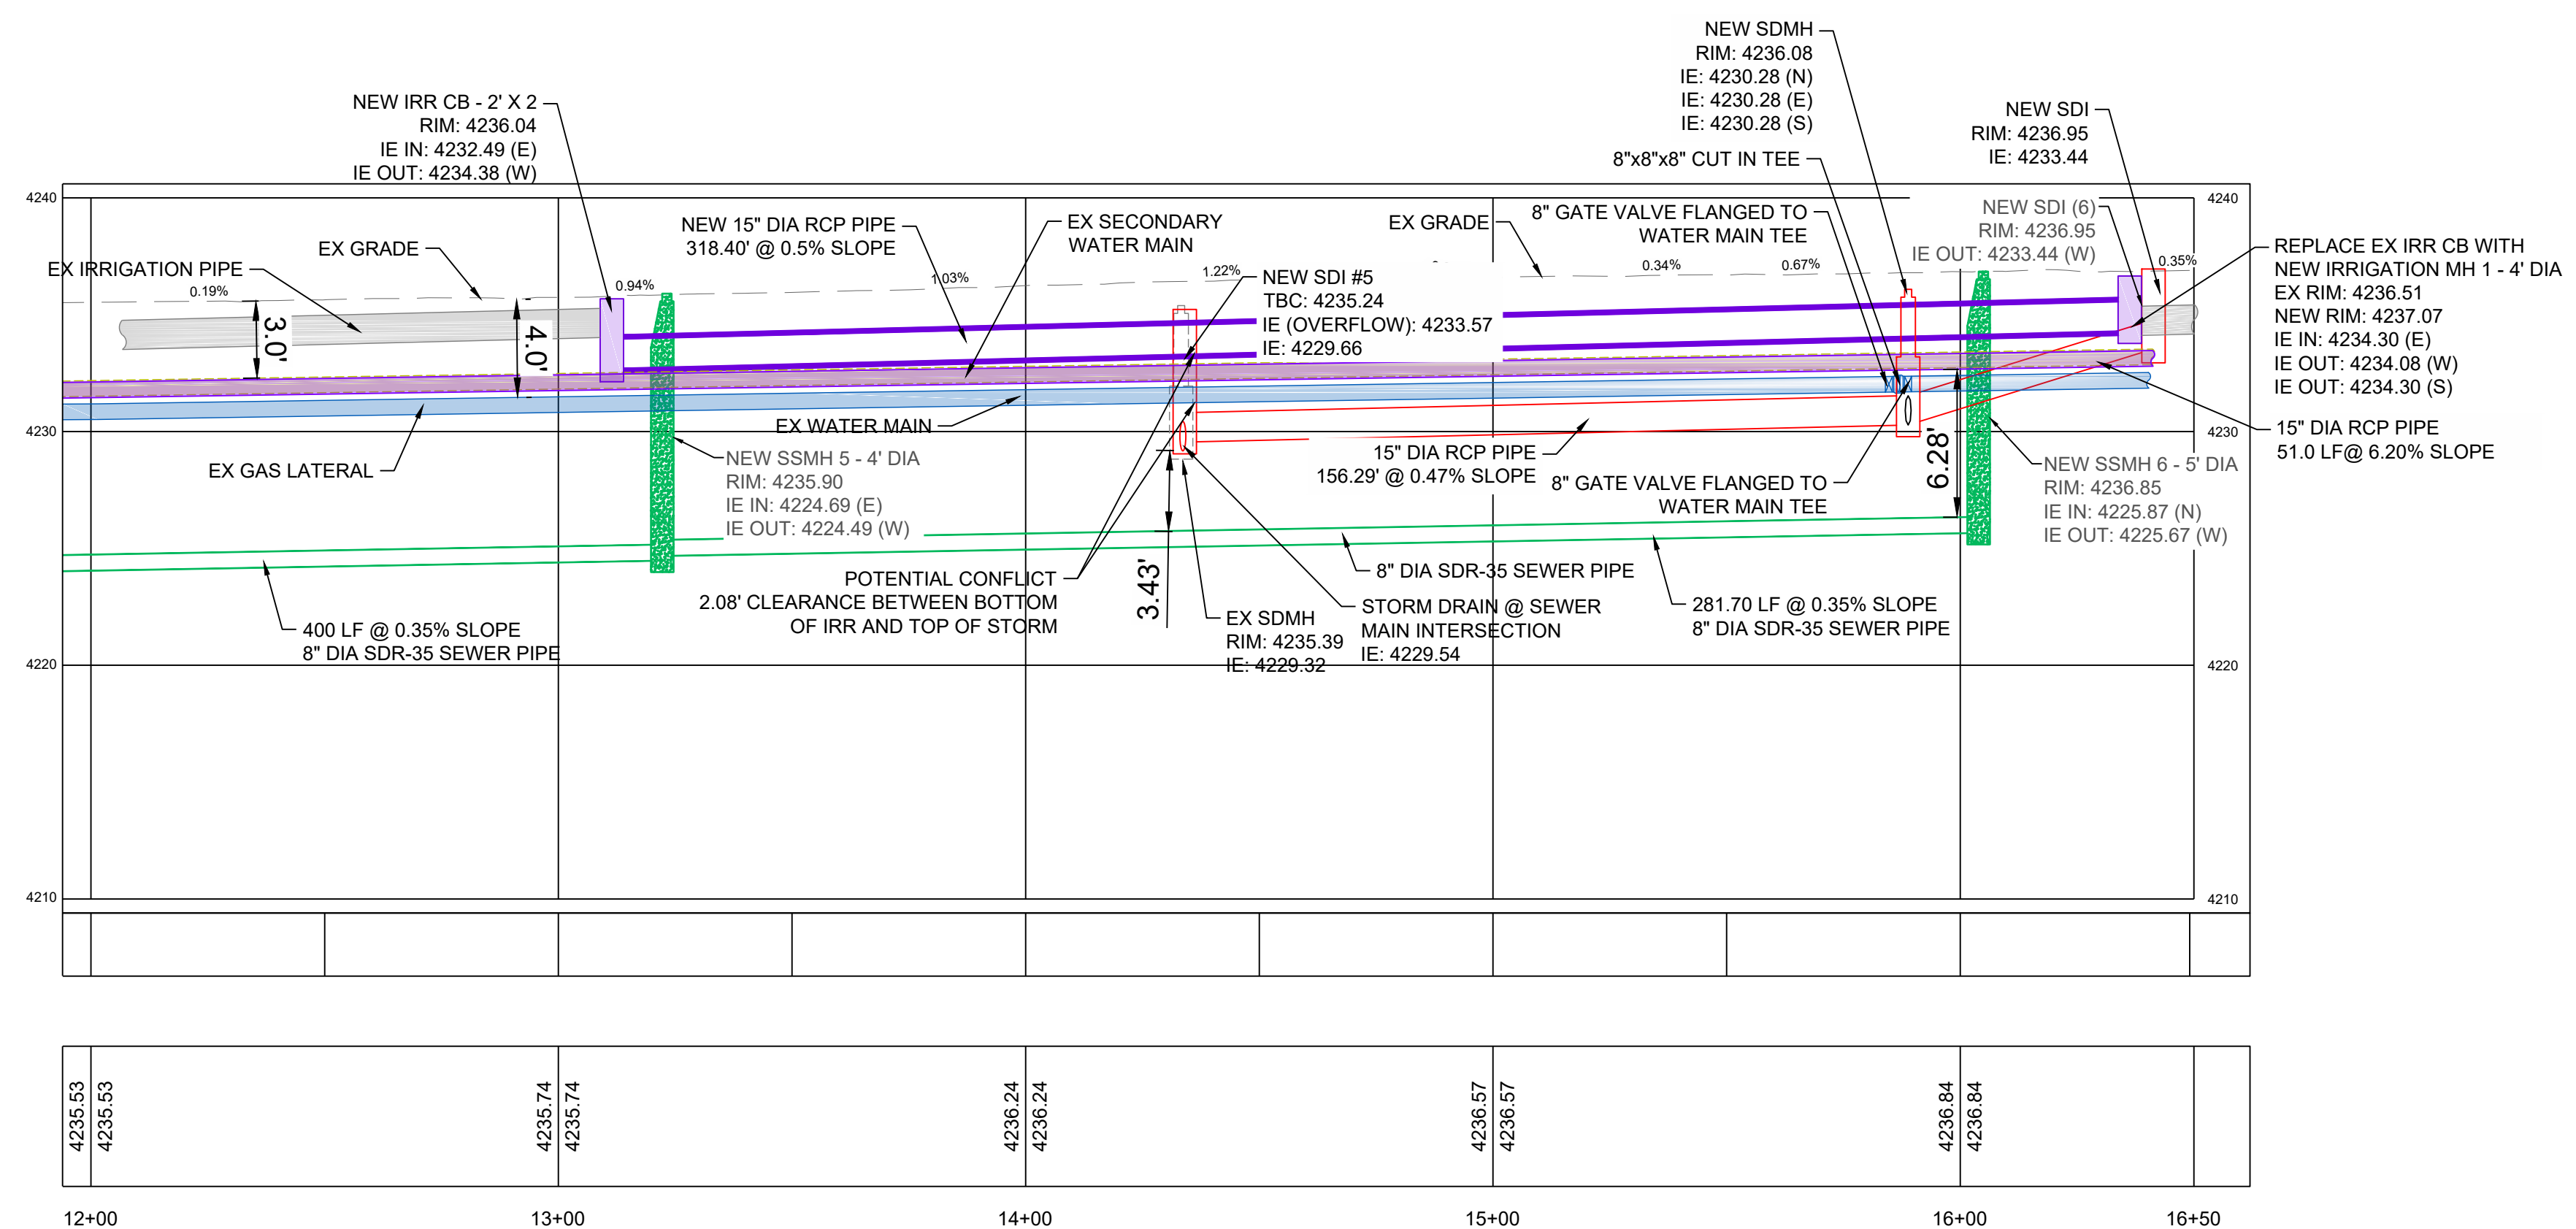 NEW SDMH
RIM: 4236.08
IE: 4230.28 (N)
IE: 4230.28 (E)
IE: 4230.28 (S)
NEW IRR CB - 2' X 2
RIM: 4236.04
IE IN: 4232.49 (E)
IE OUT: 4234.38 (W)
NEW SDI
RIM: 4236.95
IE: 4233.44
8"x8"x8" CUT IN TEE
4240
4240
NEW 15" DIA RCP PIPE
318.40' @ 0.5% SLOPE
EX SECONDARY
WATER MAIN
EX GRADE
8" GATE VALVE FLANGED TO
WATER MAIN TEE
NEW SDI (6)
RIM: 4236.95
IE OUT: 4233.44 (W)
EX GRADE
EX IRRIGATION PIPE
0.19%
0.94%
1.03%
1.22%
0.34%
0.67%
0.35%
REPLACE EX IRR CB WITH
NEW IRRIGATION MH 1 - 4' DIA
EX RIM: 4236.51
NEW RIM: 4237.07
IE IN: 4234.30 (E)
IE OUT: 4234.08 (W)
IE OUT: 4234.30 (S)
NEW SDI #5
TBC: 4235.24
IE (OVERFLOW): 4233.57
IE: 4229.66
3.0'
4.0'
EX WATER MAIN
4230
4230
EX GAS LATERAL
NEW SSMH 5 - 4' DIA
RIM: 4235.90
IE IN: 4224.69 (E)
IE OUT: 4224.49 (W)
15" DIA RCP PIPE
156.29' @ 0.47% SLOPE
8" GATE VALVE FLANGED TO
WATER MAIN TEE
6.28'
NEW SSMH 6 - 5' DIA
RIM: 4236.85
IE IN: 4225.87 (N)
IE OUT: 4225.67 (W)
15" DIA RCP PIPE
51.0 LF@ 6.20% SLOPE
POTENTIAL CONFLICT
2.08' CLEARANCE BETWEEN BOTTOM
OF IRR AND TOP OF STORM
3.43'
8" DIA SDR-35 SEWER PIPE
EX SDMH
RIM: 4235.39
IE: 4229.32
STORM DRAIN @ SEWER
MAIN INTERSECTION
IE: 4229.54
281.70 LF @ 0.35% SLOPE
8" DIA SDR-35 SEWER PIPE
400 LF @ 0.35% SLOPE
8" DIA SDR-35 SEWER PIPE
4220
4220
4210
4210
4235.53
4235.53
4235.74
4235.74
4236.24
4236.24
4236.57
4236.57
4236.84
4236.84
12+00
13+00
14+00
15+00
16+00
16+50